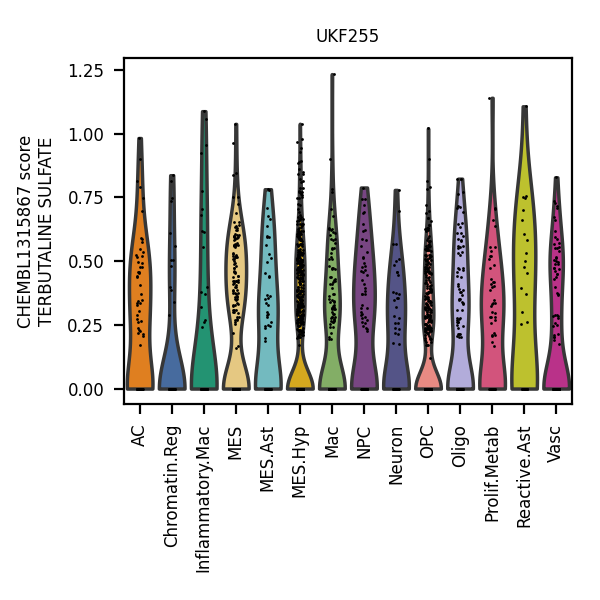 UKF255
CHEMBL1315867 score
TERBUTALINE SULFATE
1.25
1.00
0.75
0.50
0.25
0.00
AC
Chromatin.Reg
Inflammatory.Mac
MES
MES.Ast
MES.Hyp
Mac
NPC
Neuron
OPC
Oligo
Prolif.Metab
Reactive.Ast
Vasc